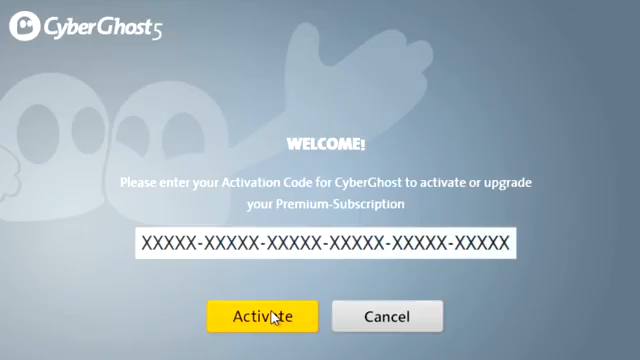 CyberGhost 5
WELCOME!
Please enter your Activation Code for CyberGhost to activate or upgrade
your Premium-Subscription
XXXXX-XXXXX-XXXXX-XXXXX-XXXXX-XXXXX
Activate Cancel